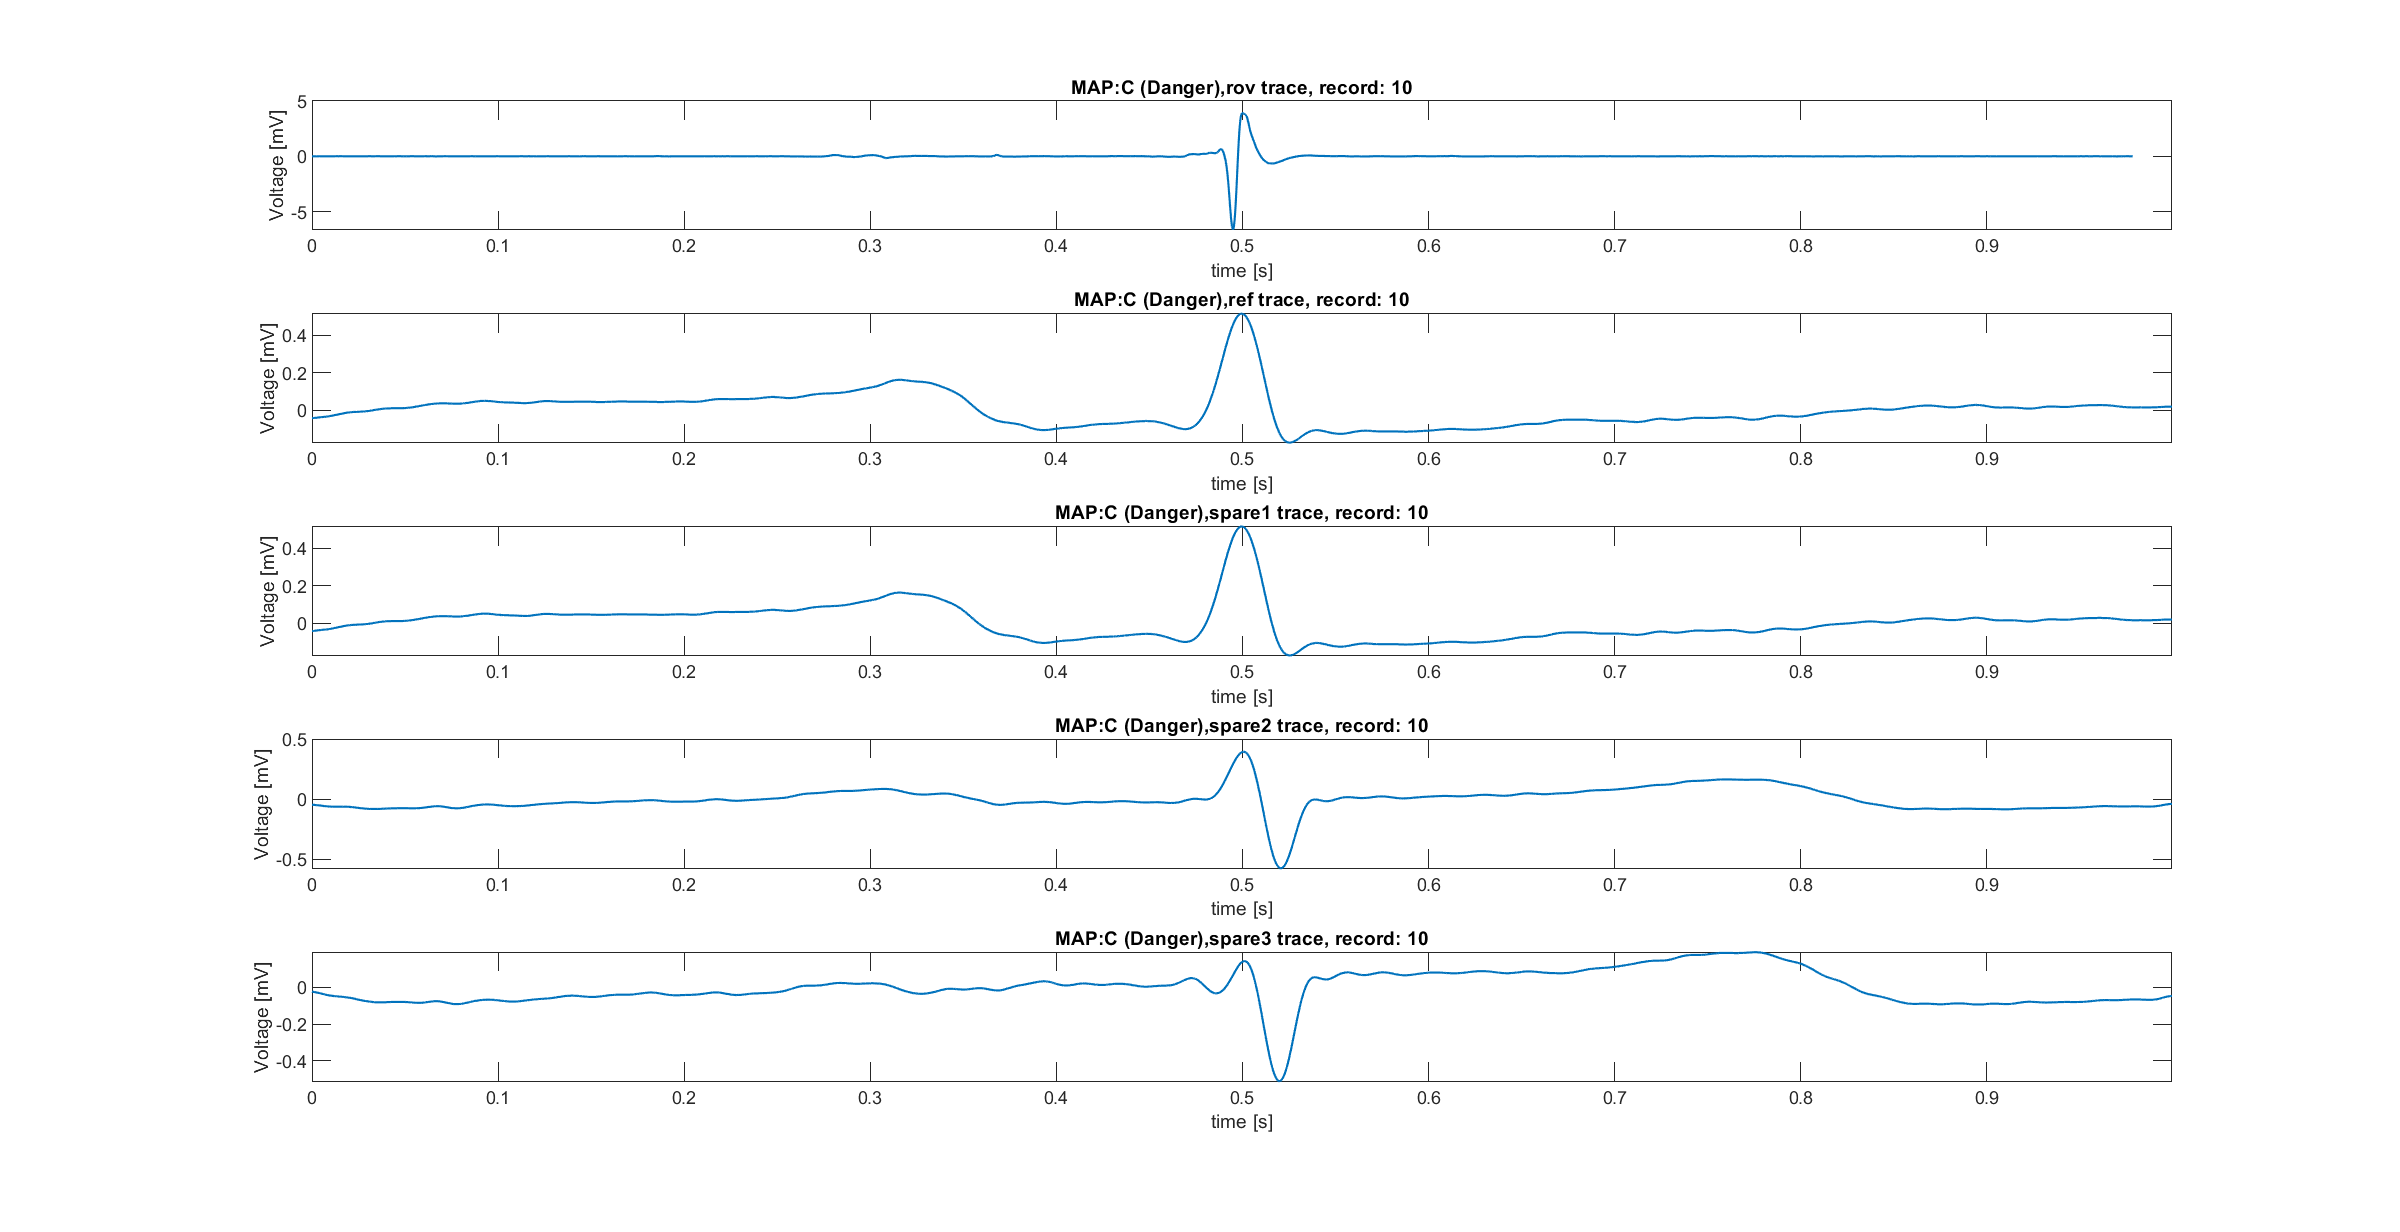 MAP:C (Danger),rov trace, record: 10
Voltage [mV]
5
0
-5
0 0.1 0.2 0.3 0.4 0.5 0.6 0.7 0.8 0.9
time [s]
MAP:C (Danger),ref trace, record: 10
Voltage [mV]
0.4
0.2
0
0 0.1 0.2 0.3 0.4 0.5 0.6 0.7 0.8 0.9
time [s]
MAP:C (Danger),spare1 trace, record: 10
Voltage [mV]
0.4
0.2
0
0 0.1 0.2 0.3 0.4 0.5 0.6 0.7 0.8 0.9
time [s]
MAP:C (Danger),spare2 trace, record: 10
Voltage [mV]
0.5
0
-0.5
0 0.1 0.2 0.3 0.4 0.5 0.6 0.7 0.8 0.9
time [s]
MAP:C (Danger),spare3 trace, record: 10
Voltage [mV]
0
-0.2
-0.4
0 0.1 0.2 0.3 0.4 0.5 0.6 0.7 0.8 0.9
time [s]